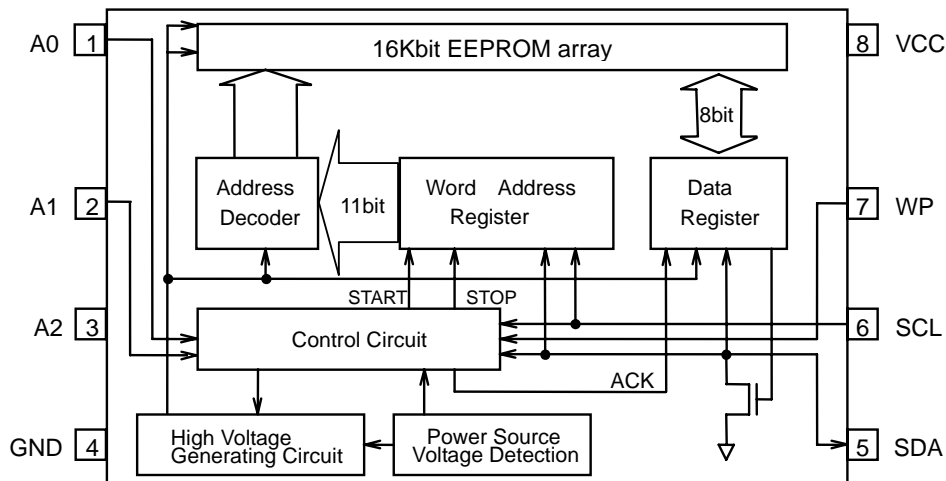 A0
1
16Kbit EEPROM array
8
VCC
8bit
A1
2
Address
Decoder
11bit
Word Address
Register
Data
Register
7
WP
START
STOP
A2
3
Control Circuit
6
SCL
ACK
GND
4
High Voltage
Generating Circuit
Power Source
Voltage Detection
5
SDA